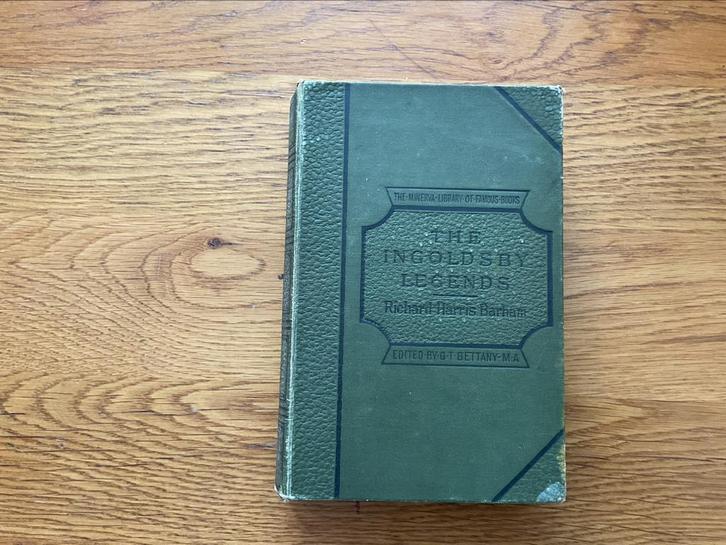 THE·MINERVA·LIBRARY·OF·FAMOUS·BOOKS
THE
INGOLDSBY
LEGENDS
Richard Harris Barham
EDITED·BY·G·T·BETTANY·M·A